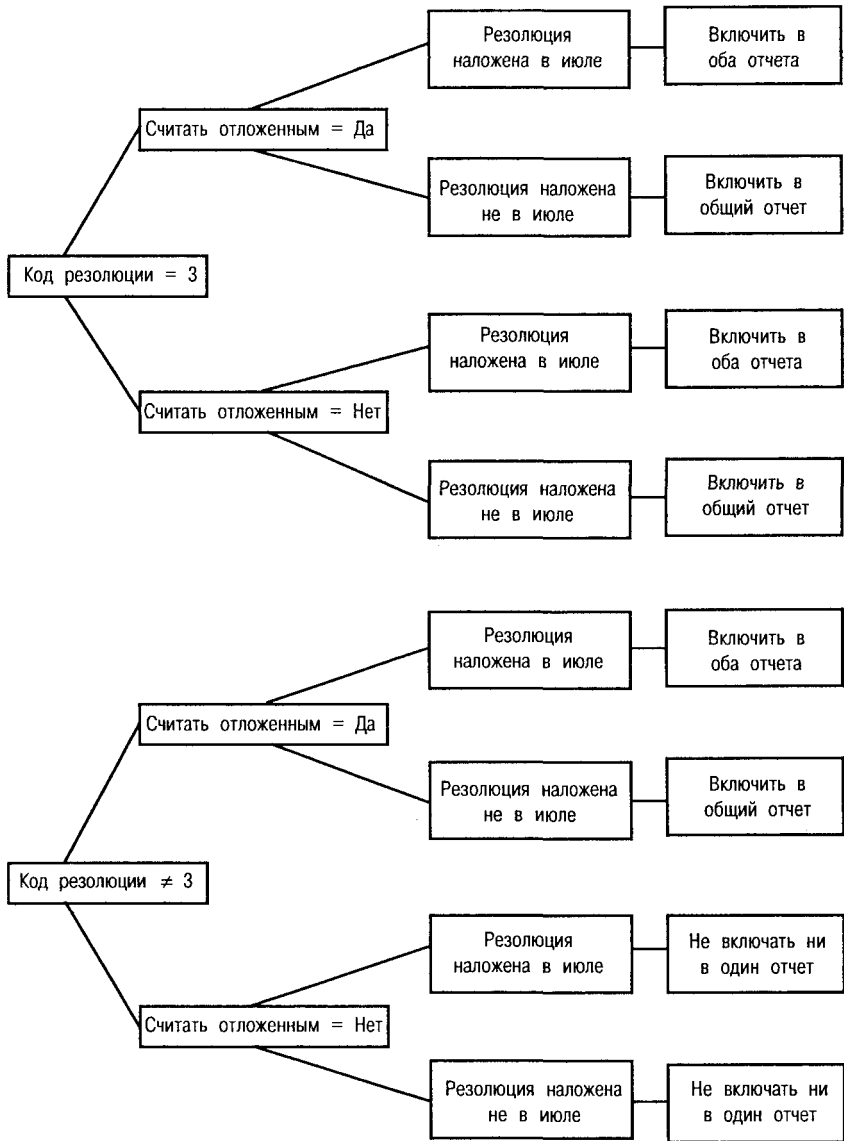 Резолюция
наложена в июле
Включить в
оба отчета
Считать отложенным = Да
Резолюция наложена
не в июле
Включить в
общий отчет
Код резолюции = 3
Резолюция
наложена в июле
Включить в
оба отчета
Считать отложенным = Нет
Резолюция наложена
не в июле
Включить в
общий отчет
Резолюция
наложена в июле
Включить в
оба отчета
Считать отложенным = Да
Резолюция наложена
не в июле
Включить в
общий отчет
Код резолюции ≠ 3
Резолюция
наложена в июле
Не включать ни
в один отчет
Считать отложенным = Нет
Резолюция наложена
не в июле
Не включать ни
в один отчет